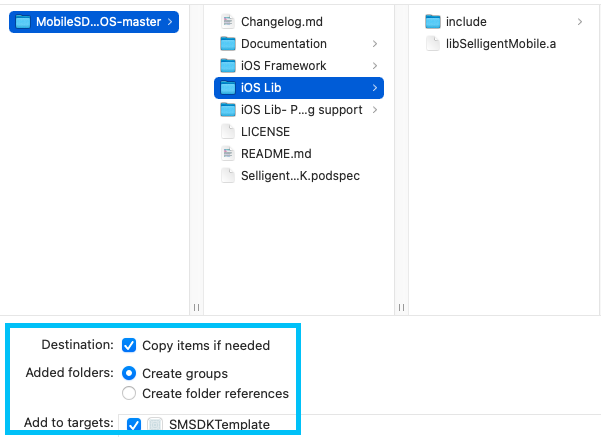 MobileSD...OS-master
Changelog.md
Documentation
iOS Framework
iOS Lib
iOS Lib- P...g support
LICENSE
README.md
Selligent...K.podspec
include
libSelligentMobile.a
Destination: Copy items if needed
Added folders: Create groups
Create folder references
Add to targets: SMSDKTemplate